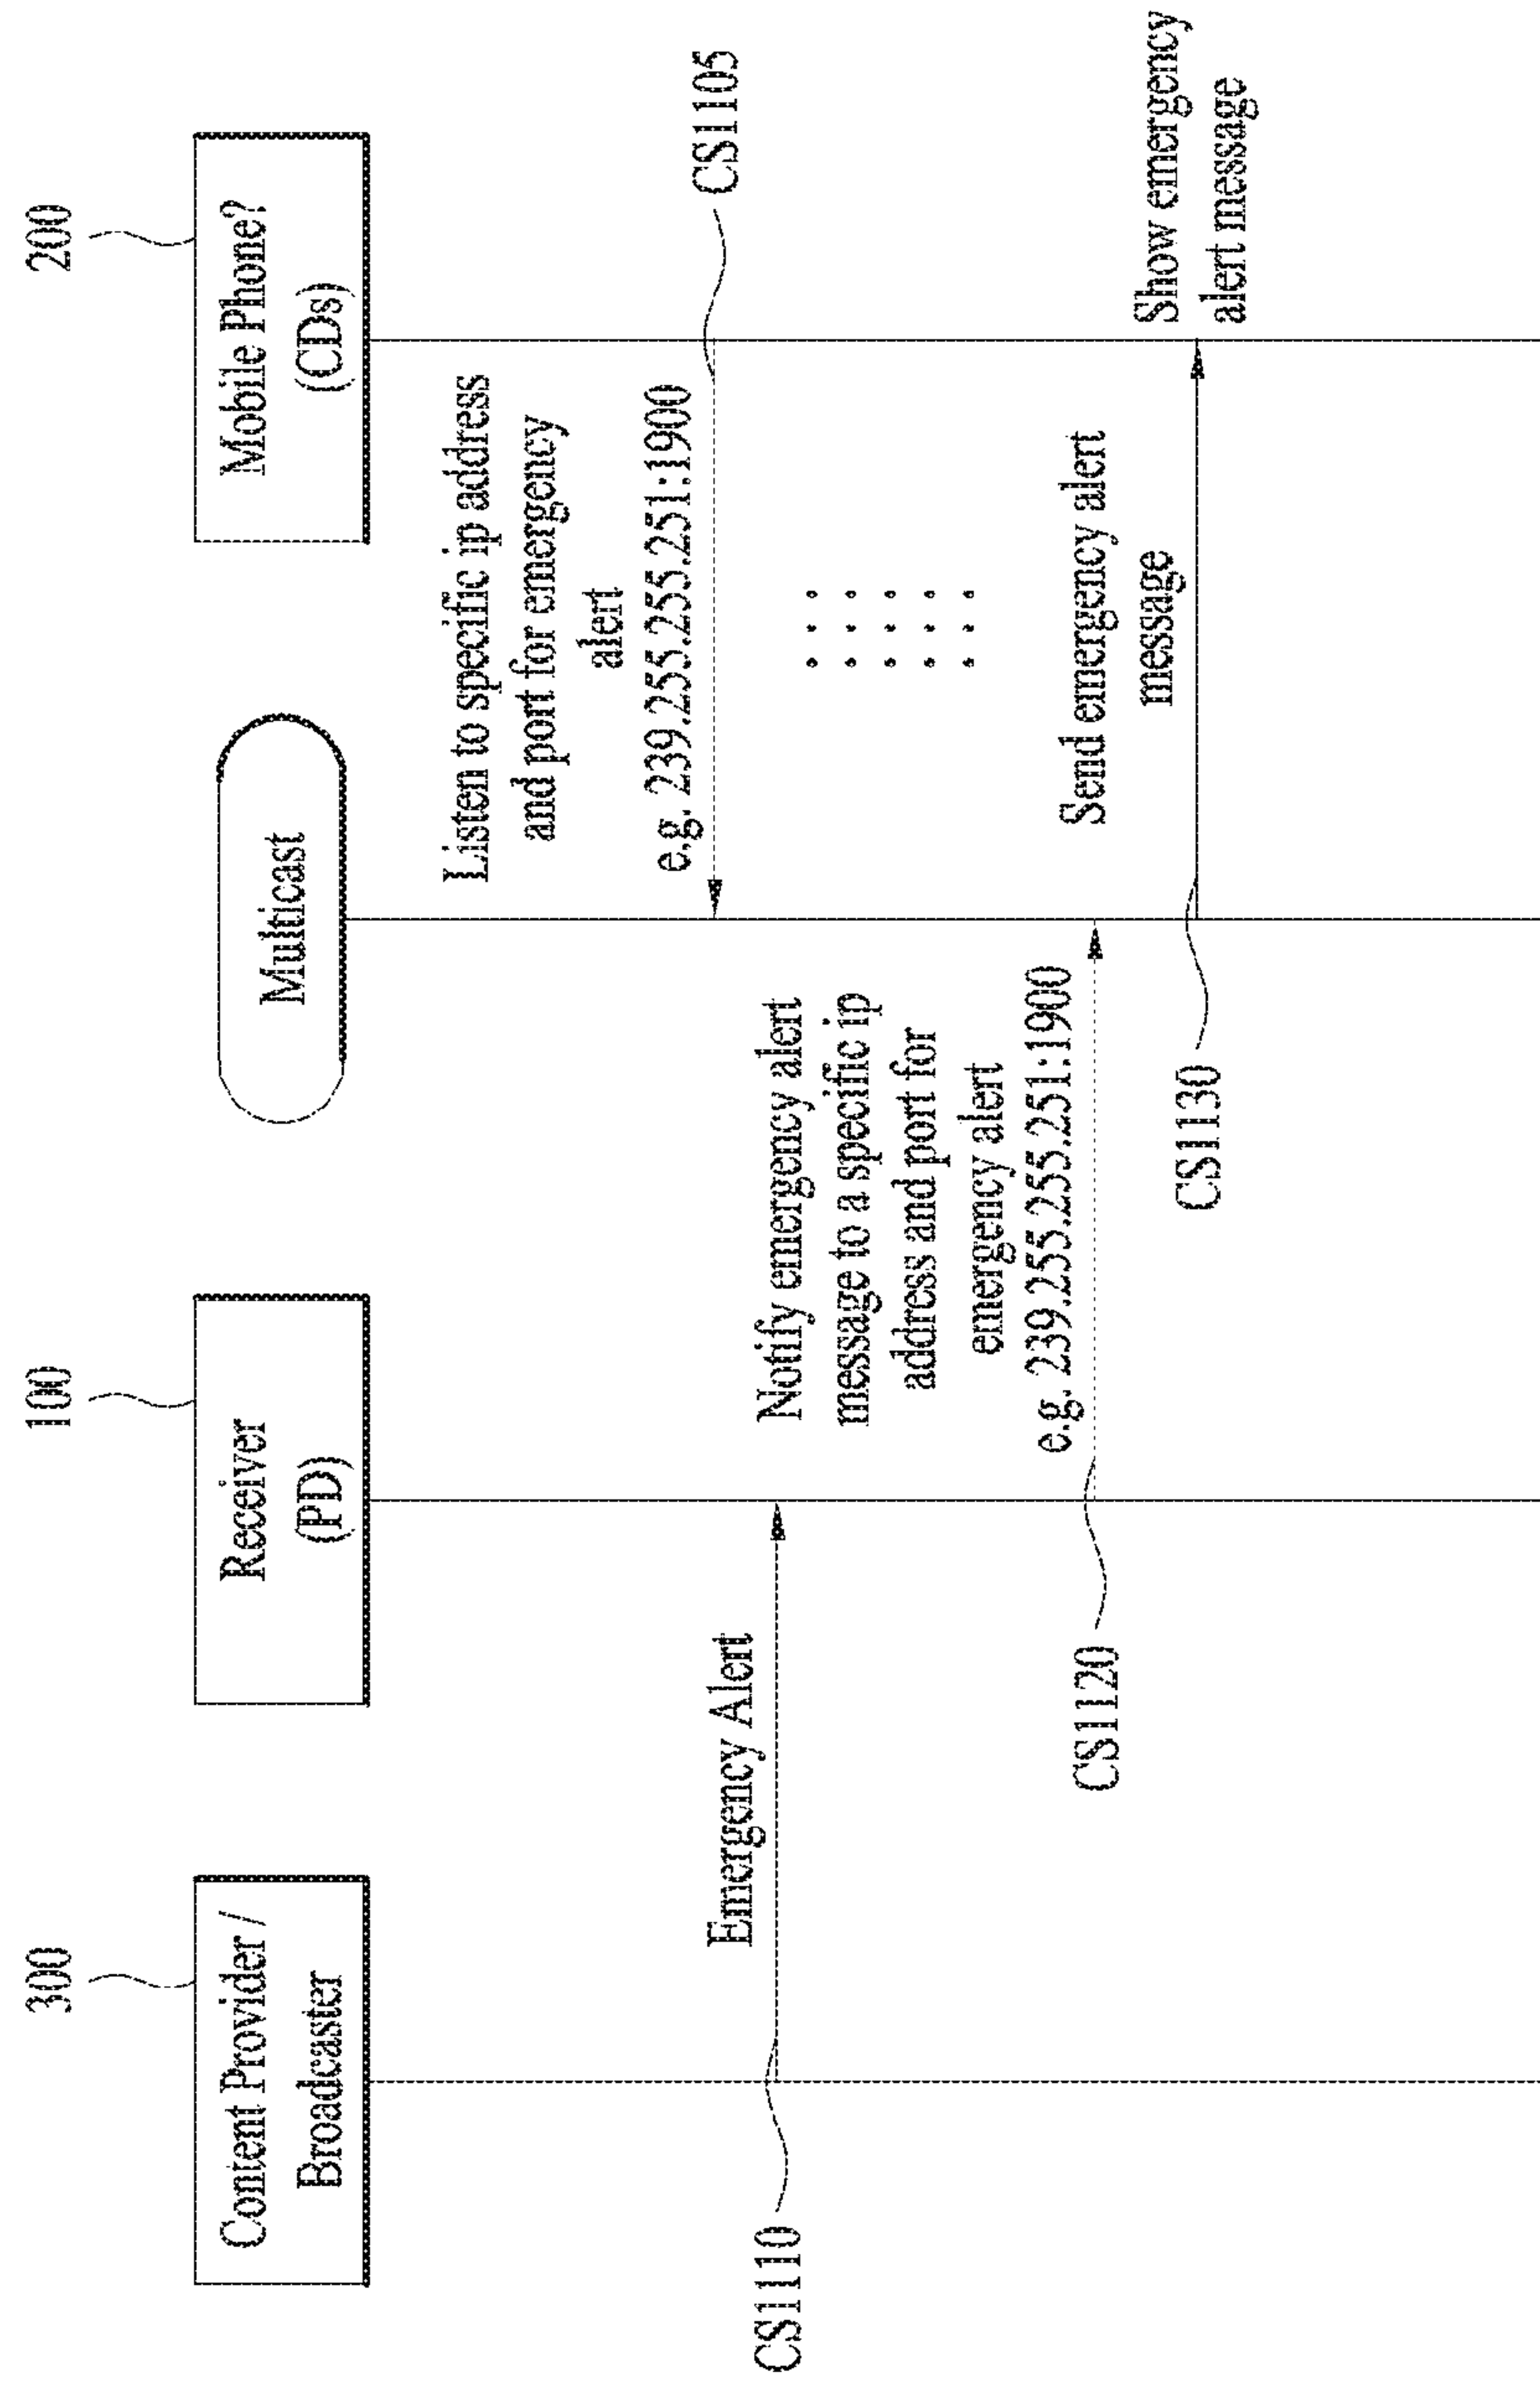 300
100
200
Content Provider /
Broadcaster
Receiver
(PD)
Multicast
Mobile Phone?
(CDs)
Listen to specific ip address
and port for emergency
alert
e.g. 239.255.255.251:1900
CS1105
Emergency Alert
CS1110
Notify emergency alert
message to a specific ip
address and port for
emergency alert
e.g. 239.255.255.251:1900
CS1120
Send emergency alert
message
CS1130
Show emergency
alert message